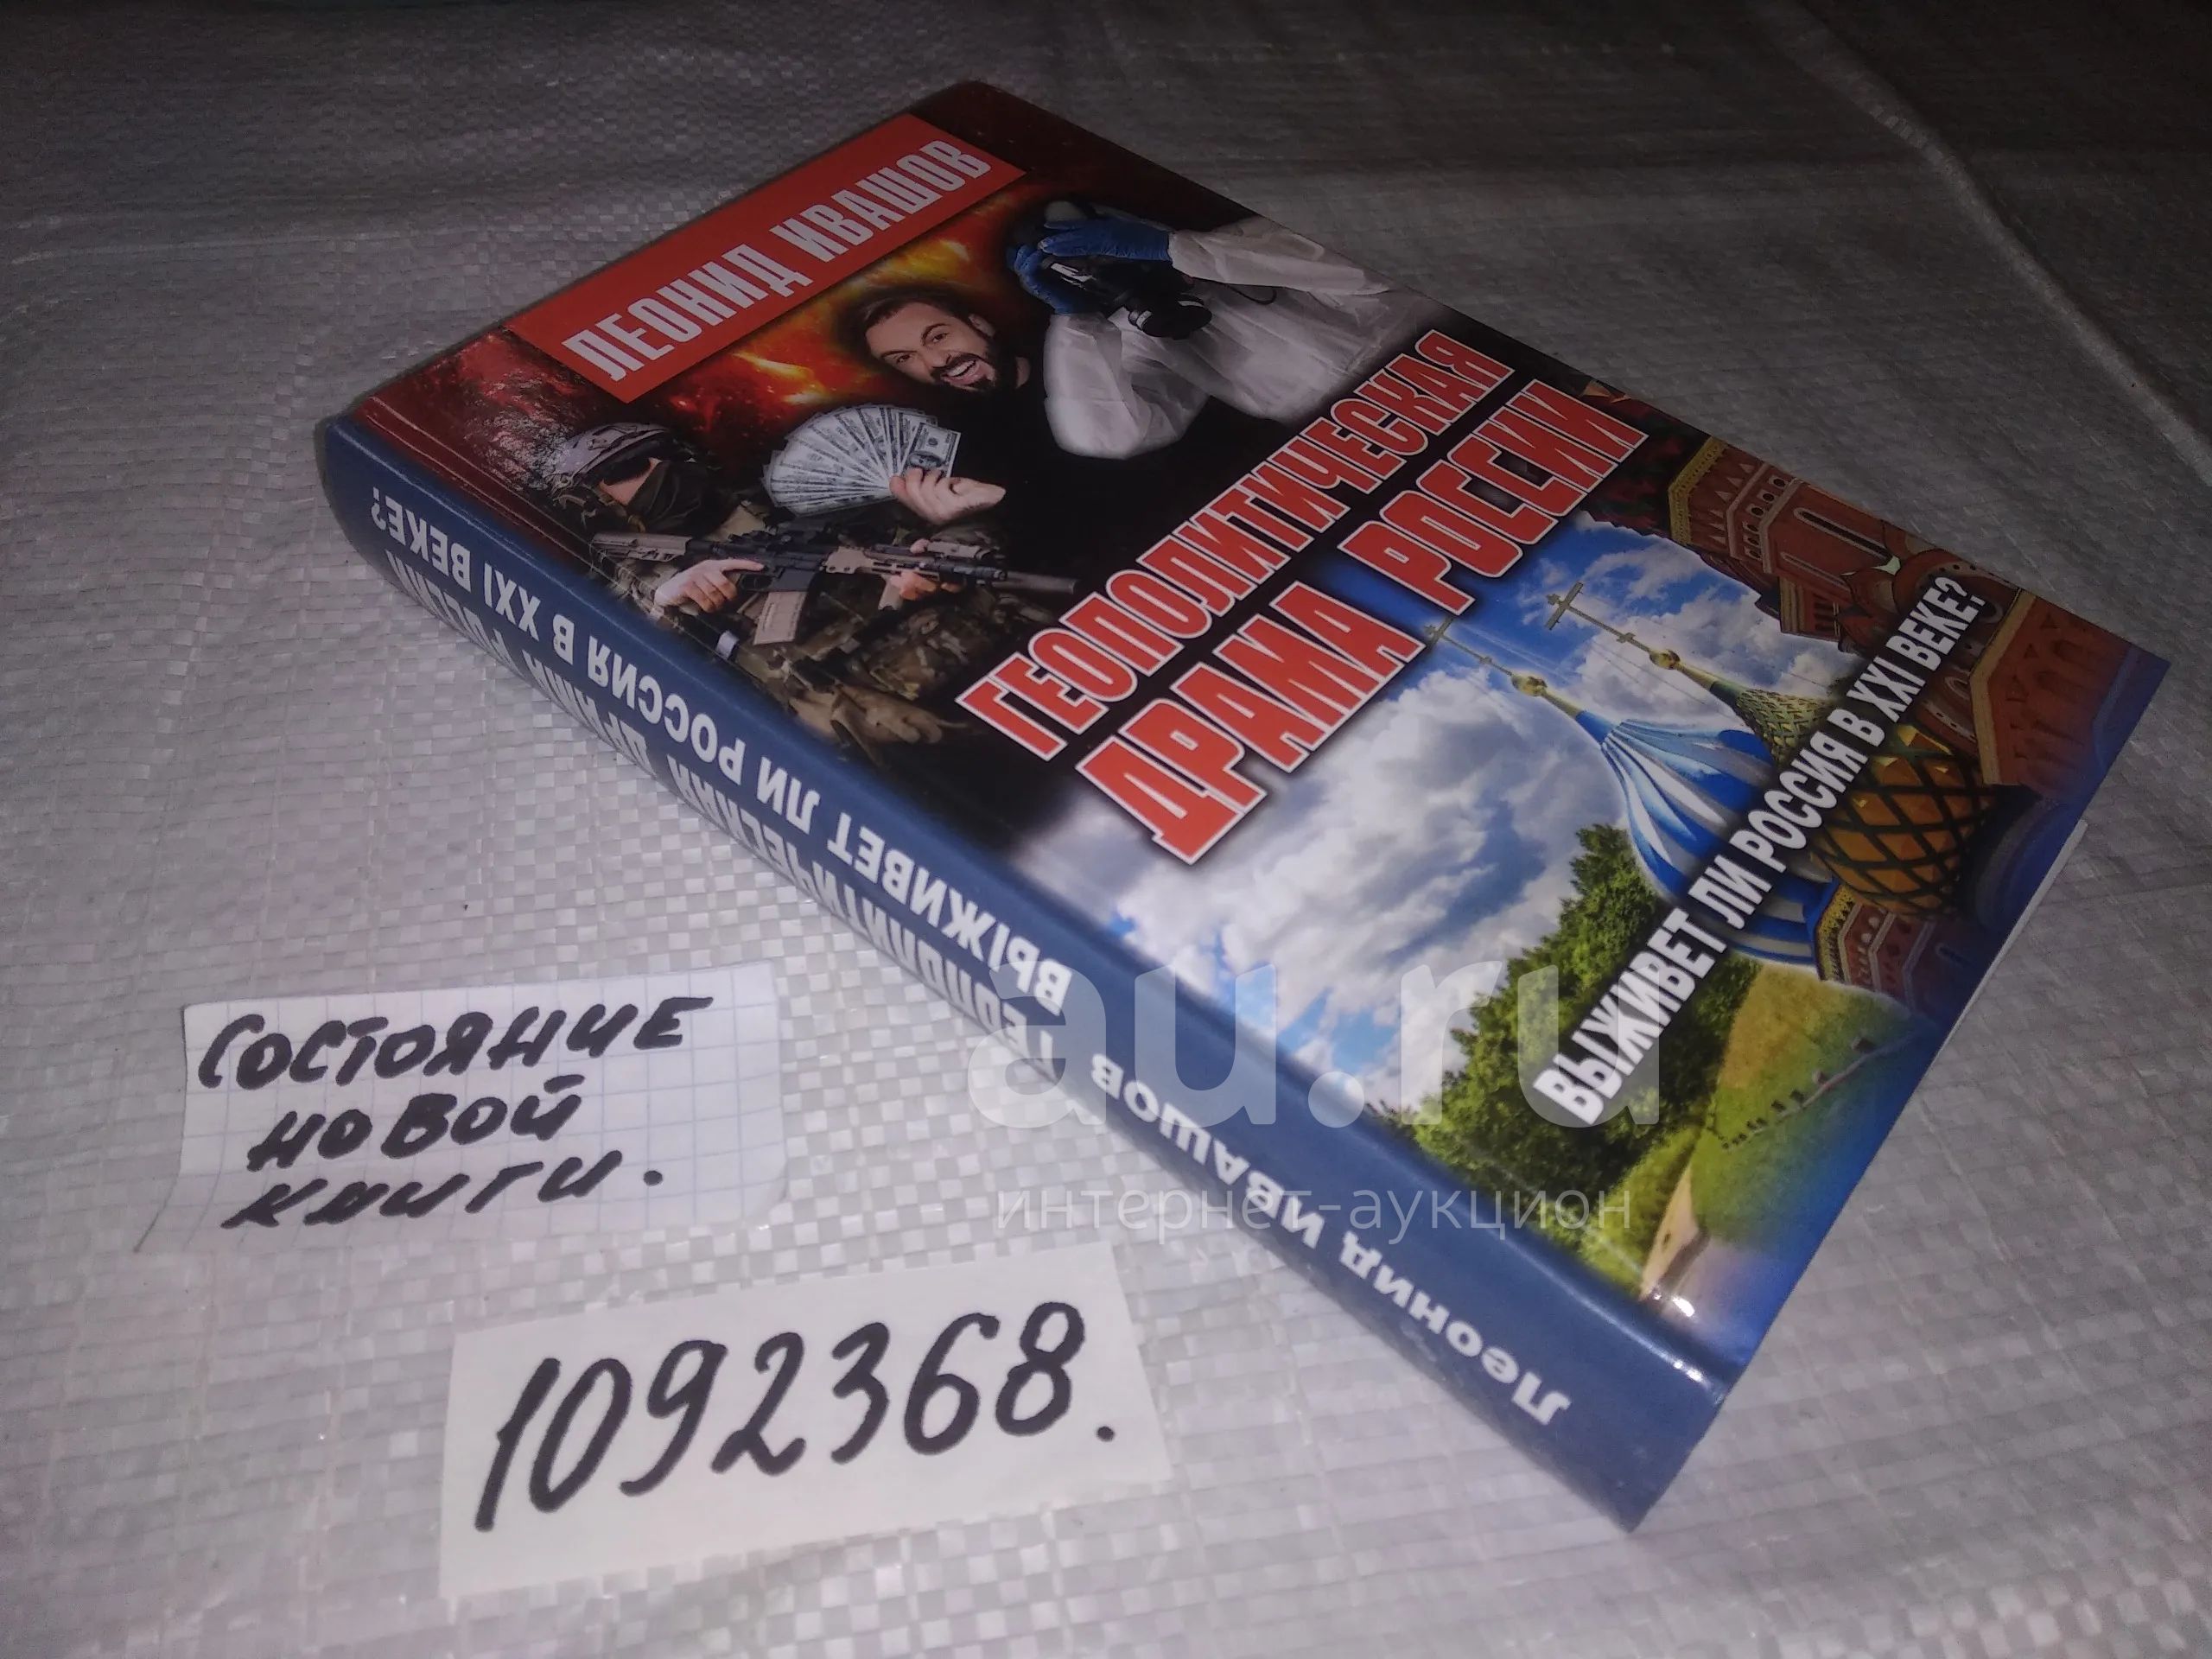 ЛЕОНИД ИВАШОВ
ГЕОПОЛИТИЧЕСКАЯ
ДРАМА РОССИИ
ВЫЖИВЕТ ЛИ РОССИЯ В XXI ВЕКЕ?
Леонид ИВАШОВ
ВЫЖИВЕТ ЛИ РОССИЯ В XXI ВЕКЕ?
СОСТОЯНИЕ
НОВОЙ
КНИГИ.
1092368.
au.ru
интернет-аукцион